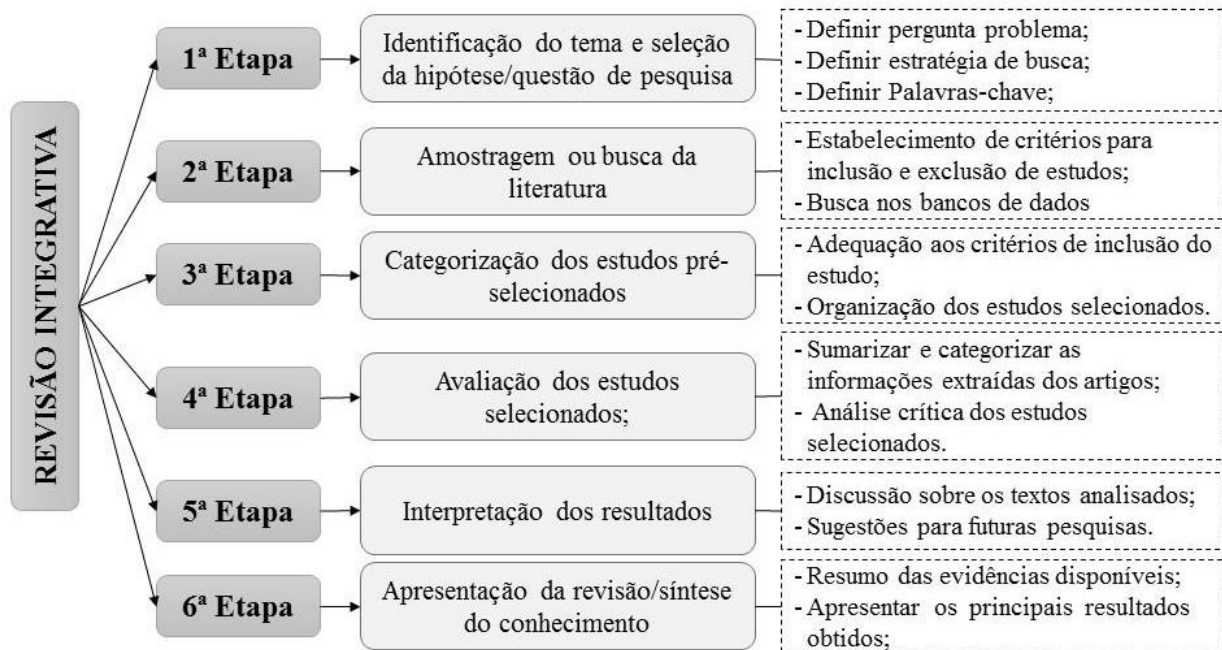 REVISÃO INTEGRATIVA
1ª Etapa
Identificação do tema e seleção
da hipótese/questão de pesquisa
- Definir pergunta problema;
- Definir estratégia de busca;
- Definir Palavras-chave;
2ª Etapa
Amostragem ou busca da
literatura
- Estabelecimento de critérios para
inclusão e exclusão de estudos;
- Busca nos bancos de dados
3ª Etapa
Categorização dos estudos pré-
selecionados
- Adequação aos critérios de inclusão do
estudo;
- Organização dos estudos selecionados.
4ª Etapa
Avaliação dos estudos
selecionados;
- Sumarizar e categorizar as
informações extraídas dos artigos;
- Análise crítica dos estudos
selecionados.
5ª Etapa
Interpretação dos resultados
- Discussão sobre os textos analisados;
- Sugestões para futuras pesquisas.
6ª Etapa
Apresentação da revisão/síntese
do conhecimento
- Resumo das evidências disponíveis;
- Apresentar os principais resultados
obtidos;